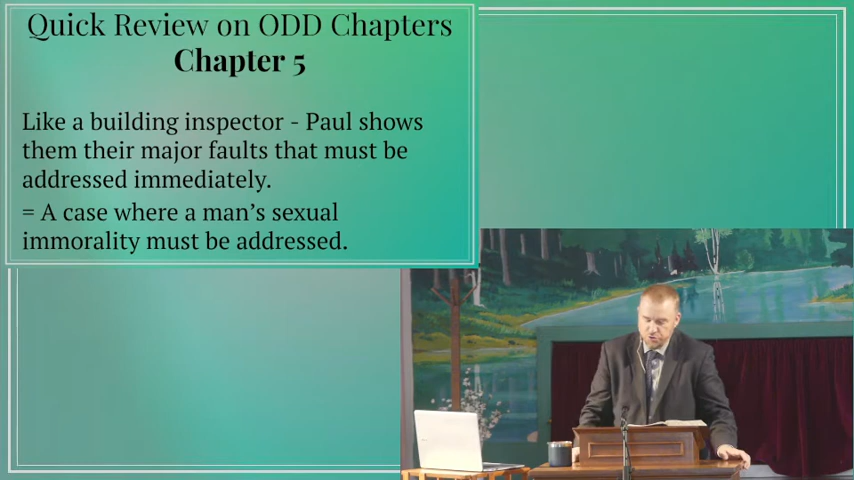 Quick Review on ODD Chapters
Chapter 5
Like a building inspector - Paul shows
them their major faults that must be
addressed immediately.
= A case where a man's sexual
immorality must be addressed.